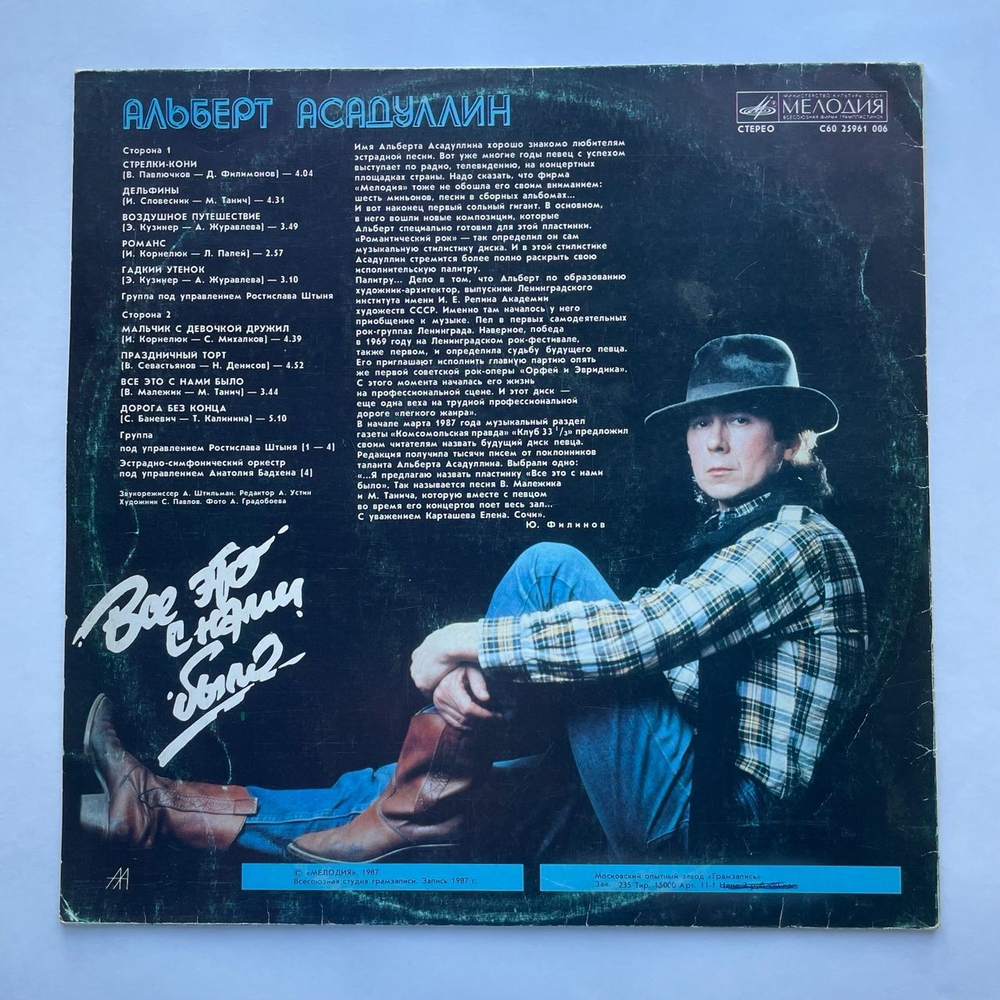 АЛЬБЕРТ АСАДУЛЛИН
МИНИСТЕРСТВО КУЛЬТУРЫ СССР
МЕЛОДИЯ
ВСЕСОЮЗНАЯ ФИРМА ГРАМПЛАСТИНОК
СТЕРЕО С60 25961 006
Сторона 1
СТРЕЛКИ-КОНИ
(В. Павлючков — Д. Филимонов) — 4.04
ДЕЛЬФИНЫ
(И. Словесник — М. Танич) — 4.31
ВОЗДУШНОЕ ПУТЕШЕСТВИЕ
(Э. Кузинер — А. Журавлева) — 3.49
РОМАНС
(И. Корнелюк — Л. Палей) — 2.57
ГАДКИЙ УТЕНОК
(Э. Кузинер — А. Журавлева) — 3.10
Группа под управлением Ростислава Штыня
Сторона 2
МАЛЬЧИК С ДЕВОЧКОЙ ДРУЖИЛ
(И. Корнелюк — С. Михалков) — 4.39
ПРАЗДНИЧНЫЙ ТОРТ
(В. Севастьянов — Н. Денисов) — 4.52
ВСЕ ЭТО С НАМИ БЫЛО
(В. Малежик — М. Танич) — 3.44
ДОРОГА БЕЗ КОНЦА
(С. Баневич — Т. Калинина) — 5.10
Группа
под управлением Ростислава Штыня (1 — 4)
Эстрадно-симфонический оркестр
под управлением Анатолия Бадхена (4)
Звукорежиссер А. Штильман. Редактор А. Устин
Художник С. Павлов. Фото А. Градобоева
Имя Альберта Асадуллина хорошо знакомо любителям
эстрадной песни. Вот уже многие годы певец с успехом
выступает по радио, телевидению, на концертных
площадках страны. Надо сказать, что фирма
«Мелодия» тоже не обошла его своим вниманием:
шесть миньонов, песни в сборных альбомах...
И вот наконец первый сольный гигант. В основном,
в него вошли новые композиции, которые
Альберт специально готовил для этой пластинки.
«Романтический рок» — так определил он сам
музыкальную стилистику диска. И в этой стилистике
Асадуллин стремится более полно раскрыть свою
исполнительскую палитру.
Палитру... Дело в том, что Альберт по образованию
художник-архитектор, выпускник Ленинградского
института имени И. Е. Репина Академии
художеств СССР. Именно там началось у него
приобщение к музыке. Пел в первых самодеятельных
рок-группах Ленинграда. Наверное, победа
в 1969 году на Ленинградском рок-фестивале,
также первом, и определила судьбу будущего певца.
Его приглашают исполнить главную партию опять
же первой советской рок-оперы «Орфей и Эвридика».
С этого момента началась его жизнь
на профессиональной сцене. И этот диск —
еще одна веха на трудной профессиональной
дороге «легкого жанра».
В начале марта 1987 года музыкальный раздел
газеты «Комсомольская правда» «Клуб 33 1/3» предложил
своим читателям назвать будущий диск певца.
Редакция получила тысячи писем от поклонников
таланта Альберта Асадуллина. Выбрали одно:
«...Я предлагаю назвать пластинку «Все это с нами
было». Так называется песня В. Малежика
и М. Танича, которую вместе с певцом
во время его концертов поет весь зал...
С уважением Карташева Елена. Сочи».
Ю. Филинов
Все это
с нами
было
АА
© «МЕЛОДИЯ», 1987
Всесоюзная студия грамзаписи. Запись 1987 г.
Московский опытный завод «Грамзапись»
Зак. 235 Тир. 15000 Арт. 11-1